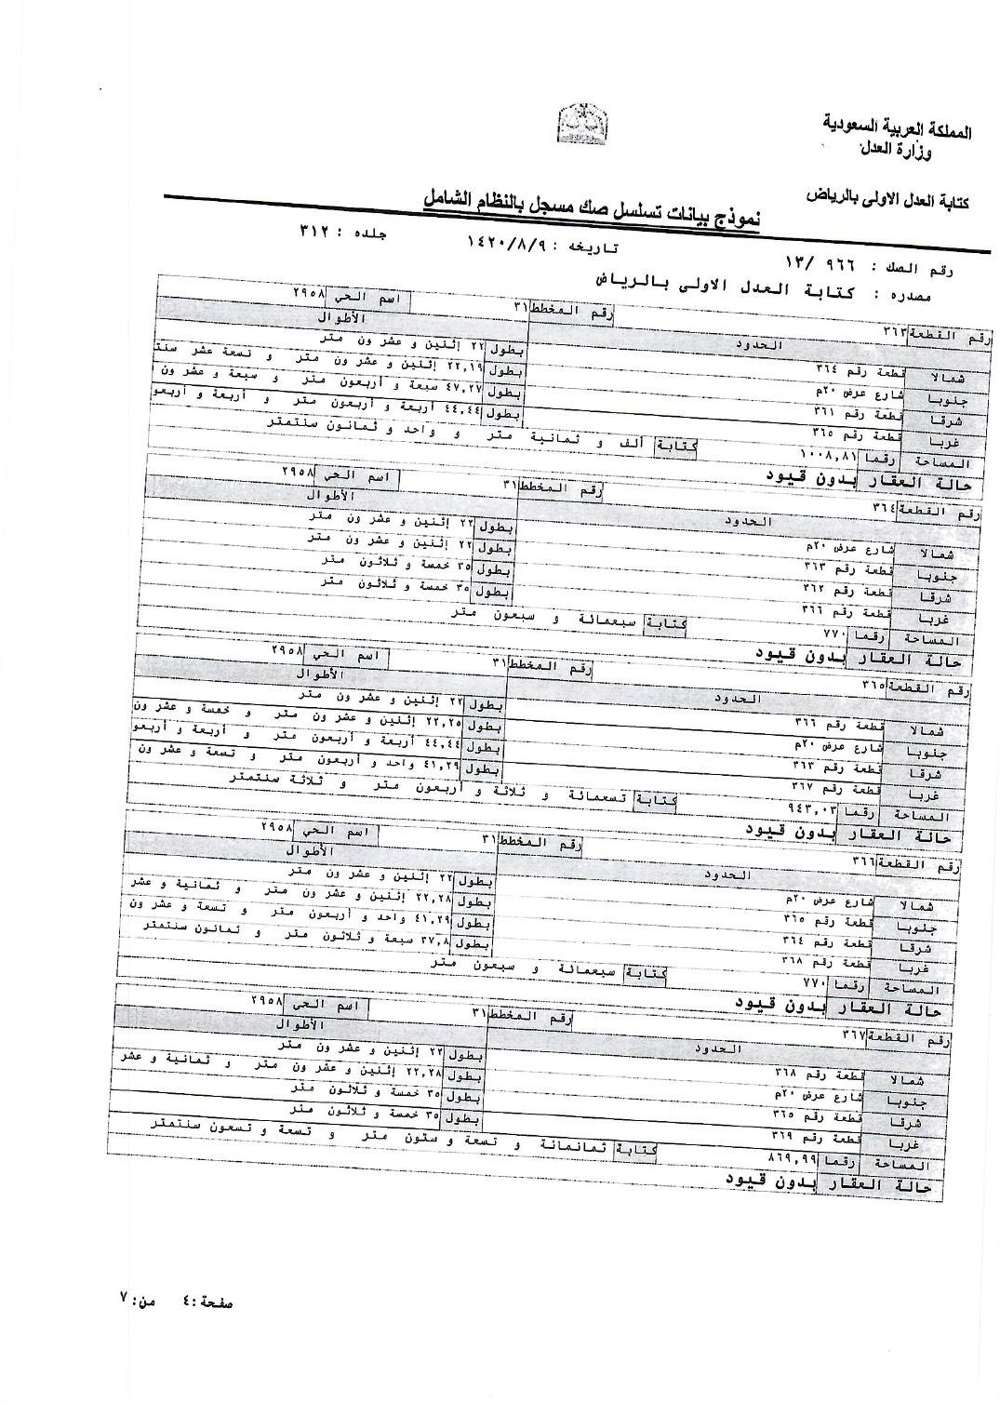 المملكة العربية السعودية
وزارة العدل
كتابة العدل الاولى بالرياض
نموذج بيانات تسلسل صك مسجل بالنظام الشامل
رقم الصك : ٩٦٦ /١٣ تاريخه : ١٤٢٠/٨/٩ جلده : ٣١٢
مصدره : كتابة العدل الاولى بالرياض
رقم القطعة ٣٦٣ رقم المخطط ٣١ اسم الحي ٢٩٥٨
الحدود الأطوال
شمالا قطعة رقم ٣٦٤ بطول ٢٢ إثنين و عشر ون متر
جنوبا شارع عرض ٢٠م بطول ٢٢,١٩ إثنين و عشر ون متر و تسعة عشر سنت
شرقا قطعة رقم ٣٦١ بطول ٤٧,٢٧ سبعة و أربعون متر و سبعة و عشر ون
غربا قطعة رقم ٣٦٥ بطول ٤٤,٤٤ أربعة و أربعون متر و أربعة و أربعو
المساحة رقما ١٠٠٨,٨١ كتابة ألف و ثمانية متر و واحد و ثمانون سنتمتر
حالة العقار بدون قيود
رقم القطعة ٣٦٤ رقم المخطط ٣١ اسم الحي ٢٩٥٨
الحدود الأطوال
شمالا شارع عرض ٢٠م بطول ٢٢ إثنين و عشر ون متر
جنوبا قطعة رقم ٣٦٣ بطول ٢٢ إثنين و عشر ون متر
شرقا قطعة رقم ٣٦٢ بطول ٣٥ خمسة و ثلاثون متر
غربا قطعة رقم ٣٦٦ بطول ٣٥ خمسة و ثلاثون متر
المساحة رقما ٧٧٠ كتابة سبعمائة و سبعون متر
حالة العقار بدون قيود
رقم القطعة ٣٦٥ رقم المخطط ٣١ اسم الحي ٢٩٥٨
الحدود الأطوال
شمالا قطعة رقم ٣٦٦ بطول ٢٢ إثنين و عشر ون متر
جنوبا شارع عرض ٢٠م بطول ٢٢,٢٥ إثنين و عشر ون متر و خمسة و عشر ون
شرقا قطعة رقم ٣٦٣ بطول ٤٤,٤٤ أربعة و أربعون متر و أربعة و أربعو
غربا قطعة رقم ٣٦٧ بطول ٤١,٢٩ واحد و أربعون متر و تسعة و عشر ون
المساحة رقما ٩٤٣,٠٣ كتابة تسعمائة و ثلاثة و أربعون متر و ثلاثة سنتمتر
حالة العقار بدون قيود
رقم القطعة ٣٦٦ رقم المخطط ٣١ اسم الحي ٢٩٥٨
الحدود الأطوال
شمالا شارع عرض ٢٠م بطول ٢٢ إثنين و عشر ون متر
جنوبا قطعة رقم ٣٦٥ بطول ٢٢,٢٨ إثنين و عشر ون متر و ثمانية و عشر
شرقا قطعة رقم ٣٦٤ بطول ٤١,٢٩ واحد و أربعون متر و تسعة و عشر ون
غربا قطعة رقم ٣٦٨ بطول ٣٧,٨ سبعة و ثلاثون متر و ثمانون سنتمتر
المساحة رقما ٧٧٠ كتابة سبعمائة و سبعون متر
حالة العقار بدون قيود
رقم القطعة ٣٦٧ رقم المخطط ٣١ اسم الحي ٢٩٥٨
الحدود الأطوال
شمالا قطعة رقم ٣٦٨ بطول ٢٢ إثنين و عشر ون متر
جنوبا شارع عرض ٢٠م بطول ٢٢,٢٨ إثنين و عشر ون متر و ثمانية و عشر
شرقا قطعة رقم ٣٦٥ بطول ٣٥ خمسة و ثلاثون متر
غربا قطعة رقم ٣٦٩ بطول ٣٥ خمسة و ثلاثون متر
المساحة رقما ٨٦٩,٩٩ كتابة ثمانمائة و تسعة و ستون متر و تسعة و تسعون سنتمتر
حالة العقار بدون قيود
صفحة :٤ من: ٧